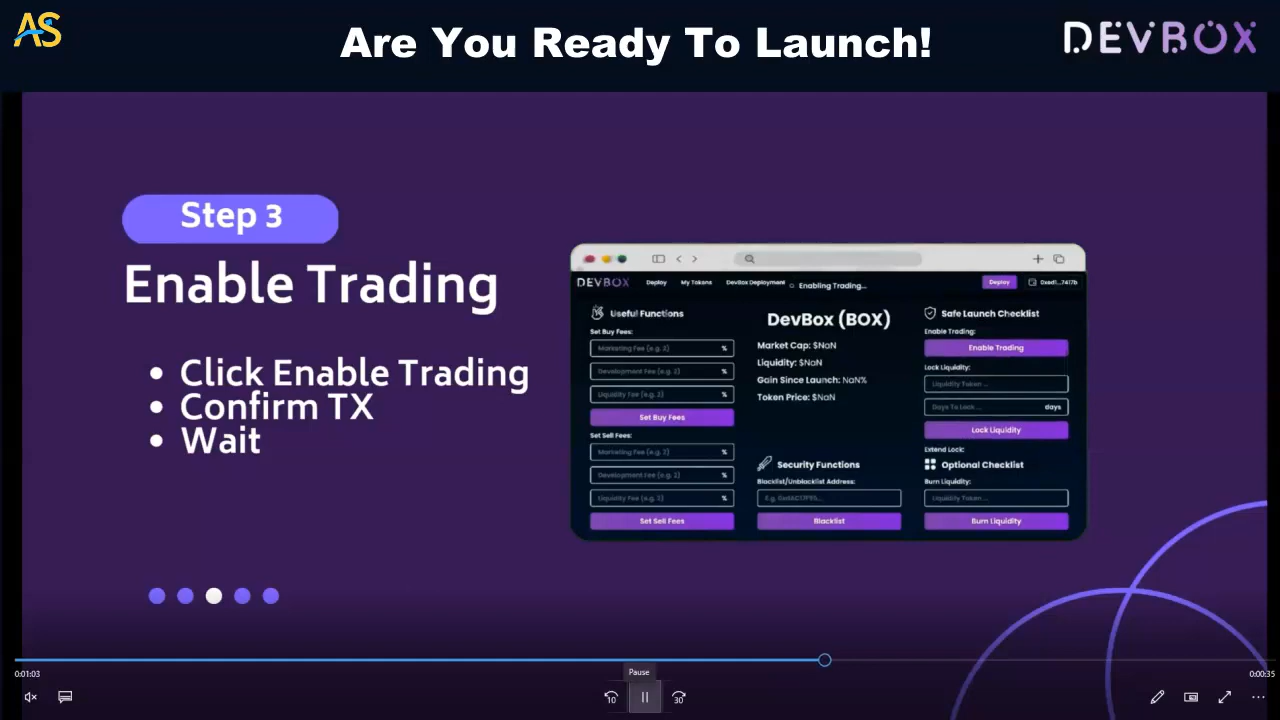 AS
Are You Ready To Launch!
DEVBOX
Step 3
Enable Trading
• Click Enable Trading
• Confirm TX
• Wait
DEVBOX
Deploy
My Tokens
DevBox Deployment
Enabling Trading...
Deploy
0xed1...7417b
Useful Functions
Set Buy Fees:
Marketing Fee (e.g. 2)
%
Development Fee (e.g. 2)
%
Liquidity Fee (e.g. 2)
%
Set Buy Fees
Set Sell Fees:
Marketing Fee (e.g. 2)
%
Development Fee (e.g. 2)
%
Liquidity Fee (e.g. 2)
%
Set Sell Fees
DevBox (BOX)
Market Cap: $NaN
Liquidity: $NaN
Gain Since Launch: NaN%
Token Price: $NaN
Security Functions
Blacklist/Unblocklist Address:
Blacklist
Safe Launch Checklist
Enable Trading:
Enable Trading
Lock Liquidity:
Liquidity Token ...
Days To Lock ...
days
Lock Liquidity
Extend Lock:
Optional Checklist
Burn Liquidity:
Liquidity Token ...
Burn Liquidity
0:01:03
Pause
0:00:35
10
30